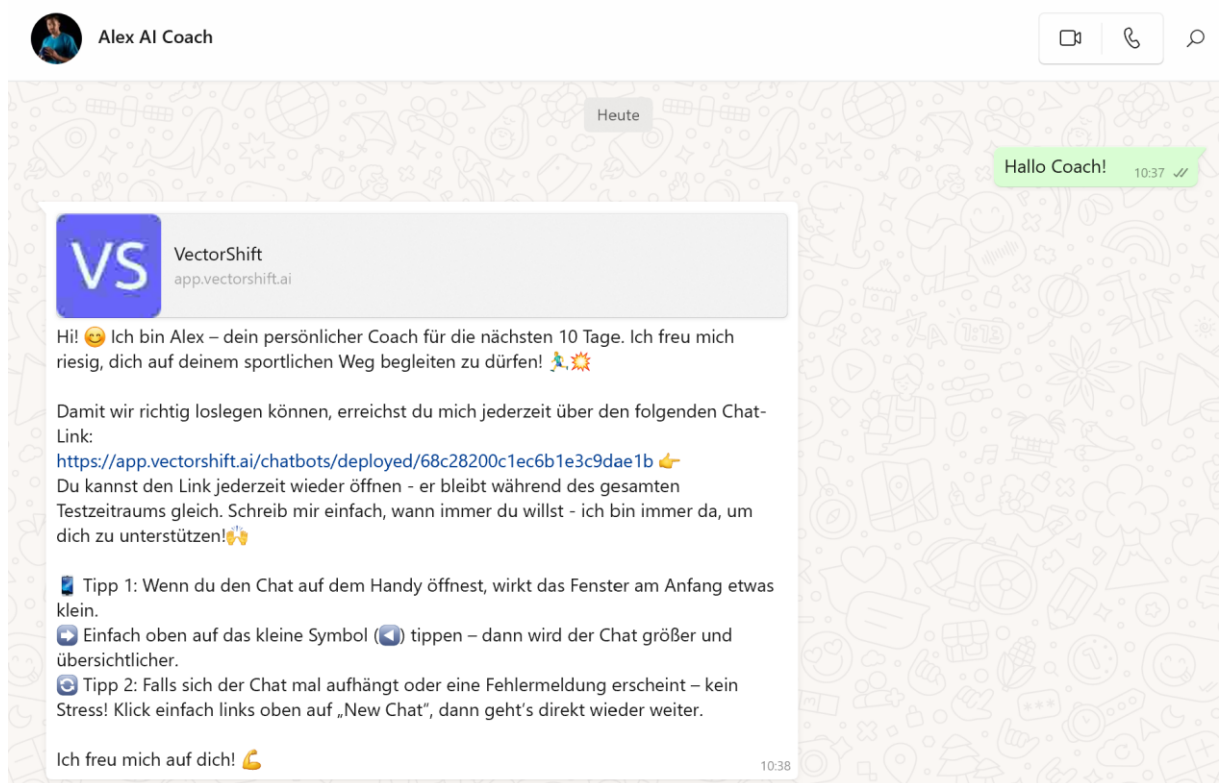 Alex AI Coach
Heute
Hallo Coach!
10:37
VS
VectorShift
app.vectorshift.ai
Hi! 😊 Ich bin Alex – dein persönlicher Coach für die nächsten 10 Tage. Ich freu mich
riesig, dich auf deinem sportlichen Weg begleiten zu dürfen! 🏃‍♂️💥
Damit wir richtig loslegen können, erreichst du mich jederzeit über den folgenden Chat-
Link:
https://app.vectorshift.ai/chatbots/deployed/68c28200c1ec6b1e3c9dae1b 👉
Du kannst den Link jederzeit wieder öffnen - er bleibt während des gesamten
Testzeitraums gleich. Schreib mir einfach, wann immer du willst - ich bin immer da, um
dich zu unterstützen!🙌
📱 Tipp 1: Wenn du den Chat auf dem Handy öffnest, wirkt das Fenster am Anfang etwas
klein.
➡️ Einfach oben auf das kleine Symbol (◀️) tippen – dann wird der Chat größer und
übersichtlicher.
🔄 Tipp 2: Falls sich der Chat mal aufhängt oder eine Fehlermeldung erscheint – kein
Stress! Klick einfach links oben auf „New Chat“, dann geht’s direkt wieder weiter.
Ich freu mich auf dich! 💪
10:38